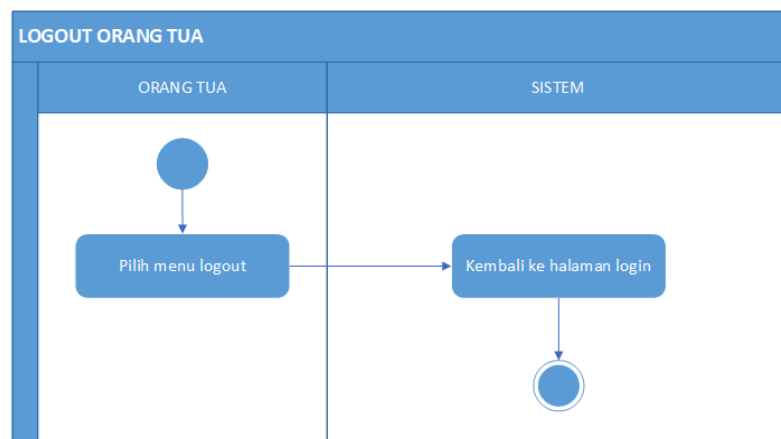 LOGOUT ORANG TUA
ORANG TUA
SISTEM
Pilih menu logout
Kembali ke halaman login